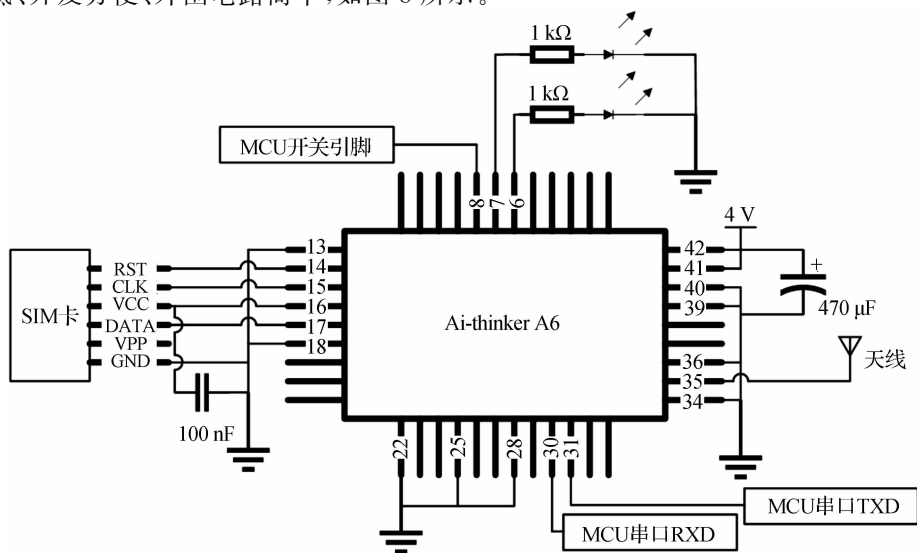 、开发方便、外围电路简单,如图 6 所示。
1 kΩ
1 kΩ
MCU开关引脚
8 7 6
4 V
SIM卡
RST
CLK
VCC
DATA
VPP
GND
100 nF
13
14
15
16
17
18
Ai-thinker A6
42
41
40
39
36
35
34
+
470 μF
天线
22 25 28 30 31
MCU串口TXD
MCU串口RXD